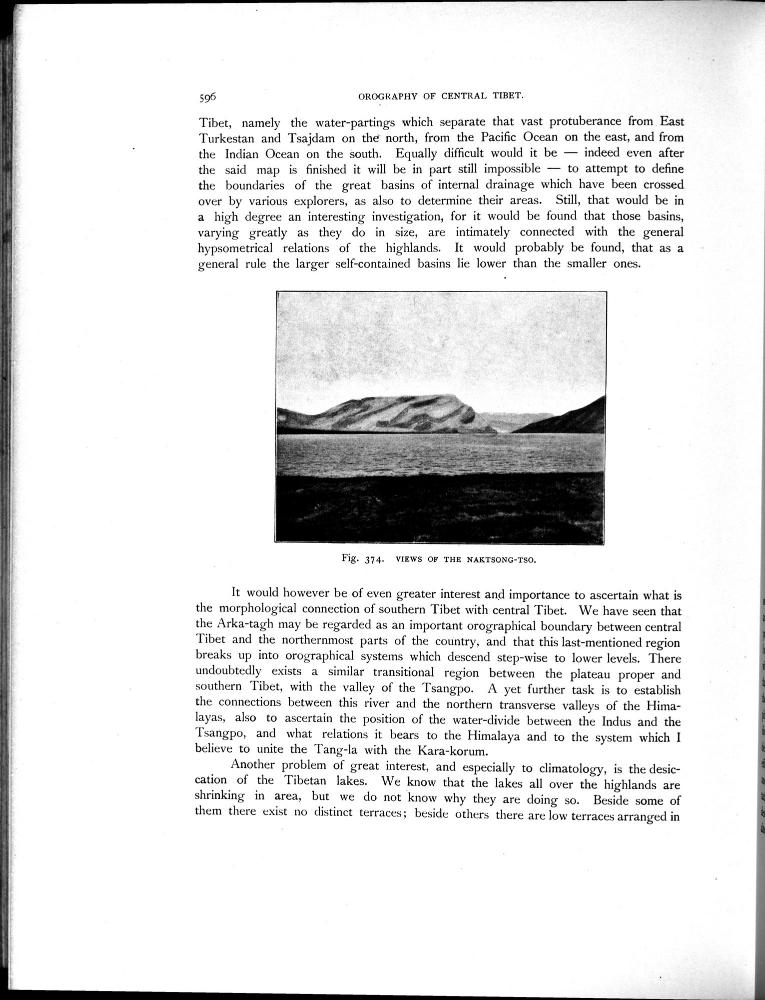 596
OROGRAPHY OF CENTRAL TIBET.
Tibet, namely the water-partings which separate that vast protuberance from East
Turkestan and Tsajdam on the north, from the Pacific Ocean on the east, and from
the Indian Ocean on the south. Equally difficult would it be — indeed even after
the said map is finished it will be in part still impossible — to attempt to define
the boundaries of the great basins of internal drainage which have been crossed
over by various explorers, as also to determine their areas. Still, that would be in
a high degree an interesting investigation, for it would be found that those basins,
varying greatly as they do in size, are intimately connected with the general
hypsometrical relations of the highlands. It would probably be found, that as a
general rule the larger self-contained basins lie lower than the smaller ones.
Fig. 374. VIEWS OF THE NAKTSONG-TSO.
It would however be of even greater interest and importance to ascertain what is
the morphological connection of southern Tibet with central Tibet. We have seen that
the Arka-tagh may be regarded as an important orographical boundary between central
Tibet and the northernmost parts of the country, and that this last-mentioned region
breaks up into orographical systems which descend step-wise to lower levels. There
undoubtedly exists a similar transitional region between the plateau proper and
southern Tibet, with the valley of the Tsangpo. A yet further task is to establish
the connections between this river and the northern transverse valleys of the Hima-
layas, also to ascertain the position of the water-divide between the Indus and the
Tsangpo, and what relations it bears to the Himalaya and to the system which I
believe to unite the Tang-la with the Kara-korum.
Another problem of great interest, and especially to climatology, is the desic-
cation of the Tibetan lakes. We know that the lakes all over the highlands are
shrinking in area, but we do not know why they are doing so. Beside some of
them there exist no distinct terraces; beside others there are low terraces arranged in